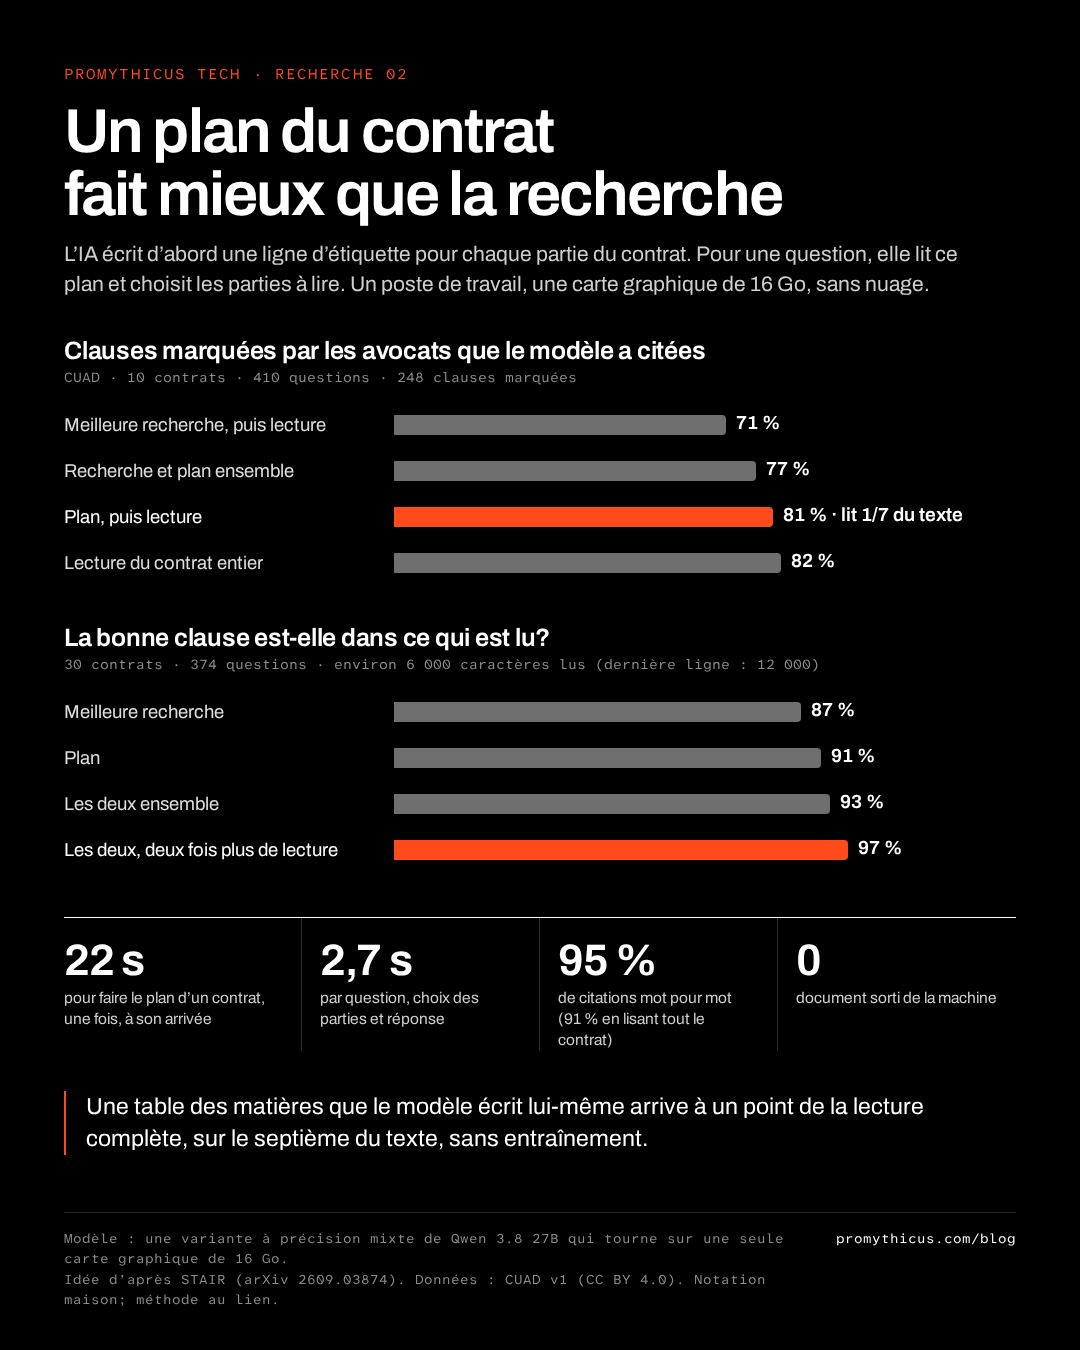 PROMYTHICUS TECH · RECHERCHE 02
Un plan du contrat
fait mieux que la recherche
L’IA écrit d’abord une ligne d’étiquette pour chaque partie du contrat. Pour une question, elle lit ce
plan et choisit les parties à lire. Un poste de travail, une carte graphique de 16 Go, sans nuage.
Clauses marquées par les avocats que le modèle a citées
CUAD · 10 contrats · 410 questions · 248 clauses marquées
Meilleure recherche, puis lecture 71 %
Recherche et plan ensemble 77 %
Plan, puis lecture 81 % · lit 1/7 du texte
Lecture du contrat entier 82 %
La bonne clause est-elle dans ce qui est lu?
30 contrats · 374 questions · environ 6 000 caractères lus (dernière ligne : 12 000)
Meilleure recherche 87 %
Plan 91 %
Les deux ensemble 93 %
Les deux, deux fois plus de lecture 97 %
22 s
pour faire le plan d’un contrat,
une fois, à son arrivée
2,7 s
par question, choix des
parties et réponse
95 %
de citations mot pour mot
(91 % en lisant tout le
contrat)
0
document sorti de la machine
Une table des matières que le modèle écrit lui-même arrive à un point de la lecture
complète, sur le septième du texte, sans entraînement.
Modèle : une variante à précision mixte de Qwen 3.8 27B qui tourne sur une seule
carte graphique de 16 Go.
Idée d’après STAIR (arXiv 2609.03874). Données : CUAD v1 (CC BY 4.0). Notation
maison; méthode au lien.
promythicus.com/blog